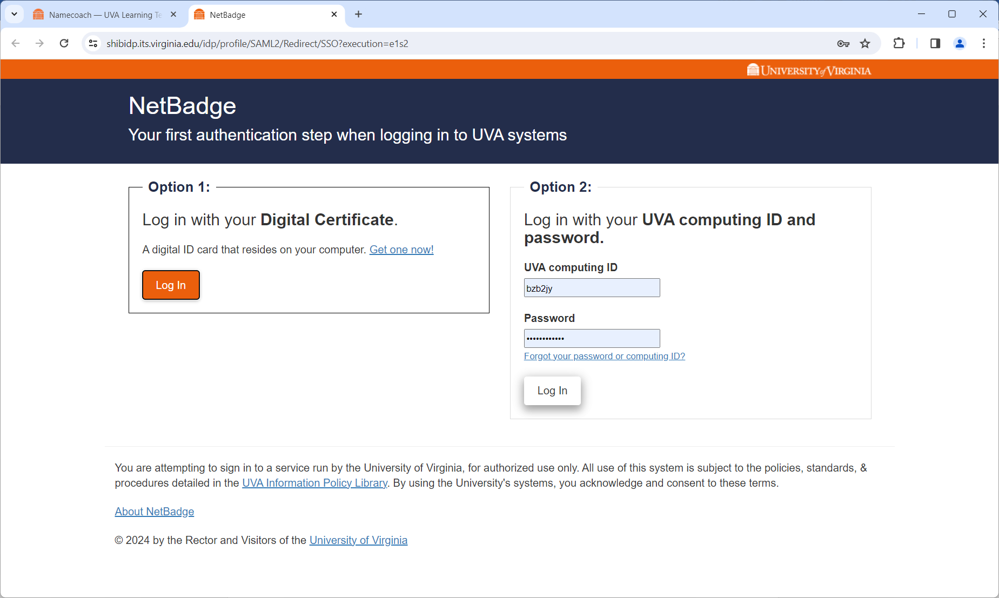 Namecoach — UVA Learning Te
NetBadge
shibidp.its.virginia.edu/idp/profile/SAML2/Redirect/SSO?execution=e1s2
UNIVERSITY of VIRGINIA
NetBadge
Your first authentication step when logging in to UVA systems
Option 1:
Log in with your Digital Certificate.
A digital ID card that resides on your computer. Get one now!
Log In
Option 2:
Log in with your UVA computing ID and
password.
UVA computing ID
bzb2jy
Password
••••••••••••
Forgot your password or computing ID?
Log In
You are attempting to sign in to a service run by the University of Virginia, for authorized use only. All use of this system is subject to the policies, standards, &
procedures detailed in the UVA Information Policy Library. By using the University's systems, you acknowledge and consent to these terms.
About NetBadge
© 2024 by the Rector and Visitors of the University of Virginia